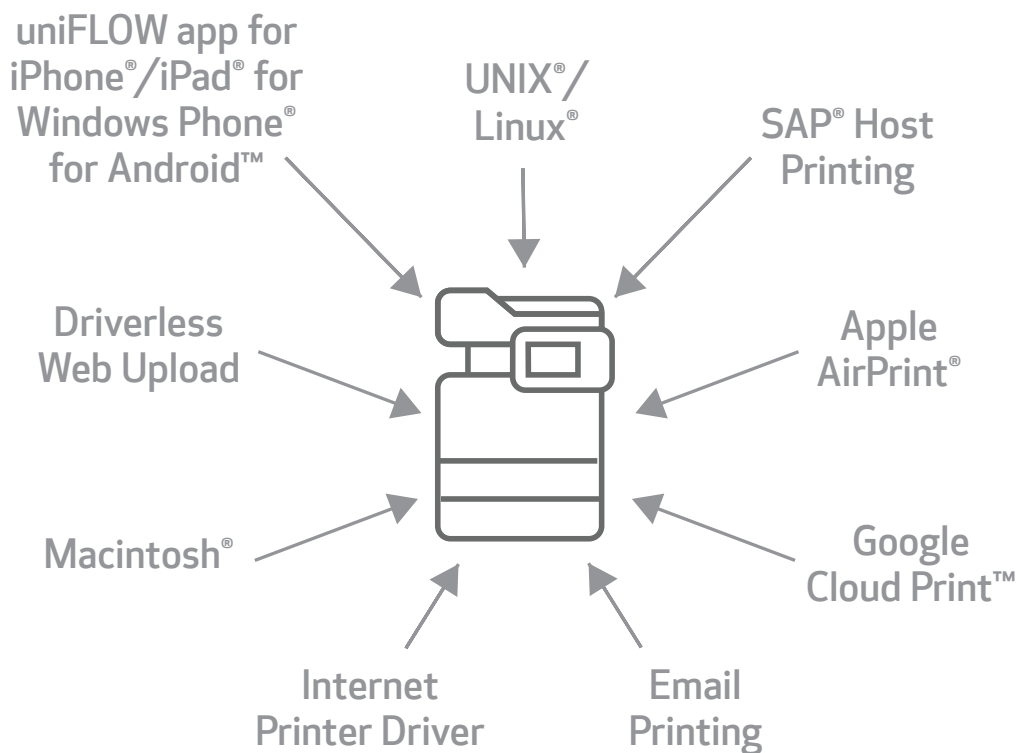 uniFLOW app for
iPhone®/iPad® for
Windows Phone®
for Android™
UNIX®/
Linux®
SAP® Host
Printing
Driverless
Web Upload
Apple
AirPrint®
Macintosh®
Google
Cloud Print™
Internet
Printer Driver
Email
Printing